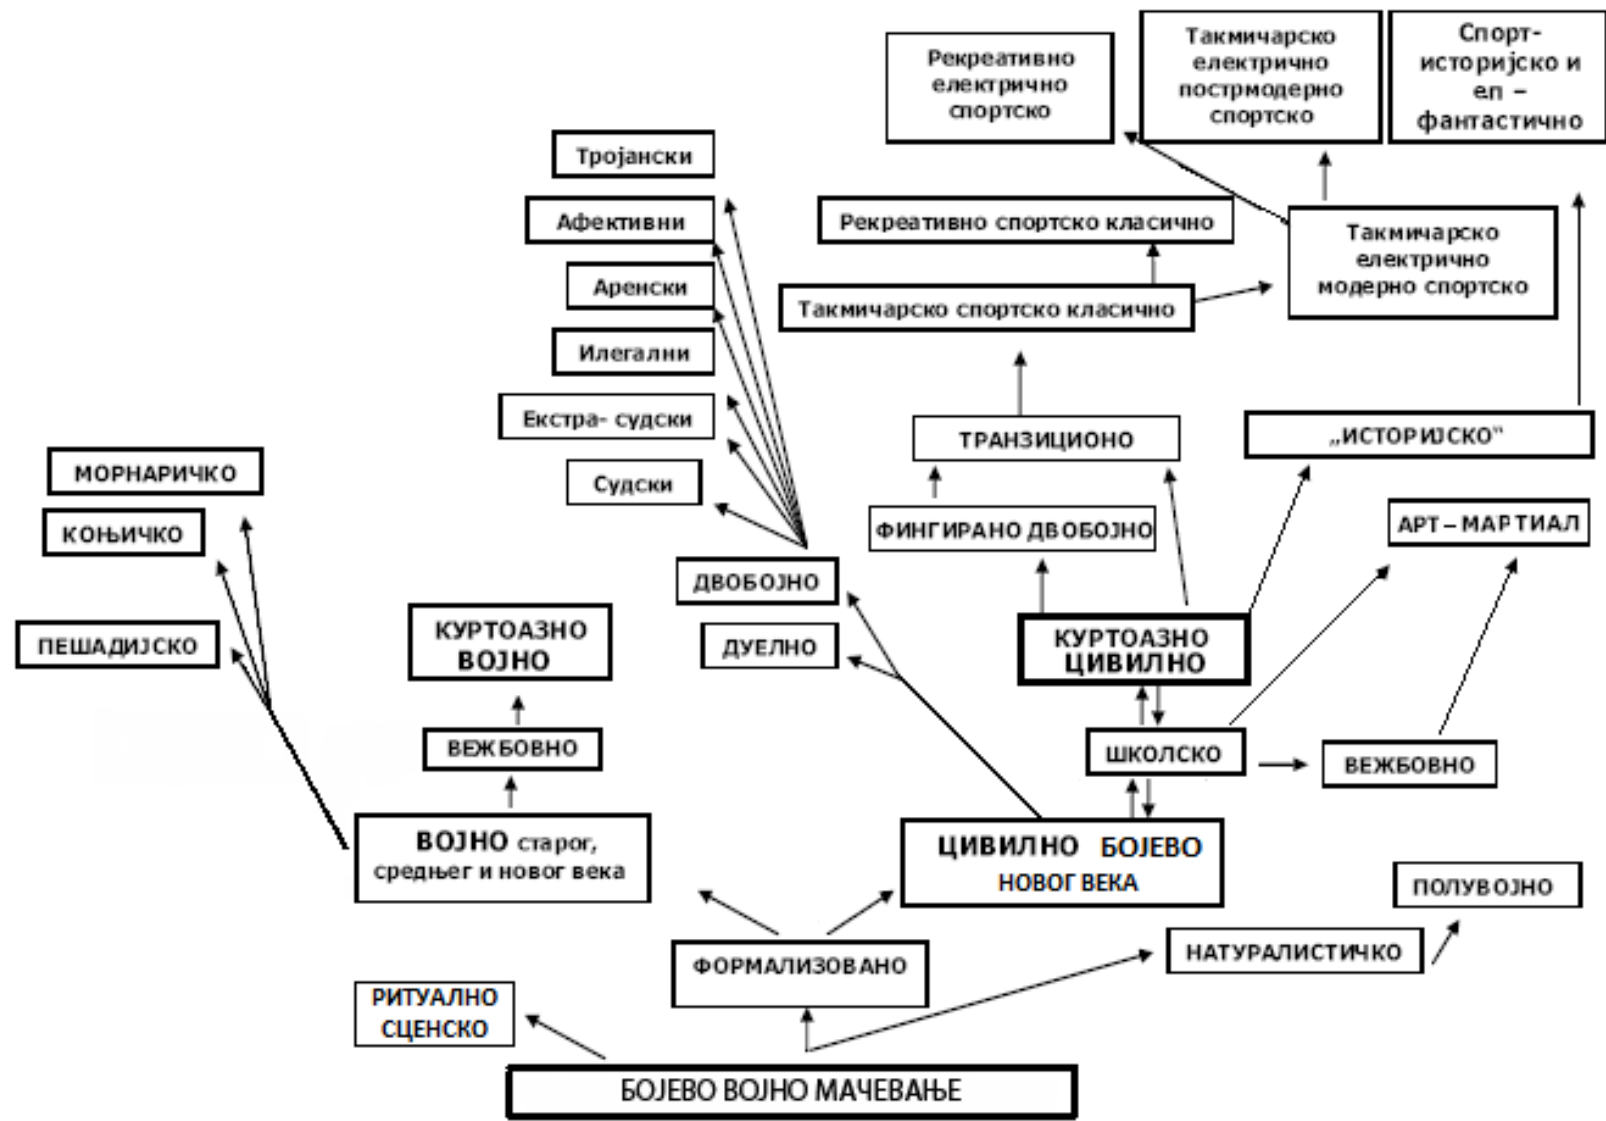 Спорт-
историјско и
еп –
фантастично
Такмичарско
електрично
пострмодерно
спортско
Рекреативно
електрично
спортско
Тројански
Афективни
Рекреативно спортско класично
Такмичарско
електрично
модерно спортско
Аренски
Такмичарско спортско класично
Илегални
Екстра- судски
ТРАНЗИЦИОНО
„ИСТОРИЈСКО“
МОРНАРИЧКО
Судски
КОЊИЧКО
ФИНГИРАНО ДВОБОЈНО
АРТ – МАРТИАЛ
ДВОБОЈНО
ПЕШАДИЈСКО
КУРТОАЗНО
ВОЈНО
ДУЕЛНО
КУРТОАЗНО
ЦИВИЛНО
ВЕЖБОВНО
ШКОЛСКО
ВЕЖБОВНО
ВОЈНО старог,
средњег и новог века
ЦИВИЛНО БОЈЕВО
НОВОГ ВЕКА
ПОЛУВОЈНО
ФОРМАЛИЗОВАНО
НАТУРАЛИСТИЧКО
РИТУАЛНО
СЦЕНСКО
БОЈЕВО ВОЈНО МАЧЕВАЊЕ